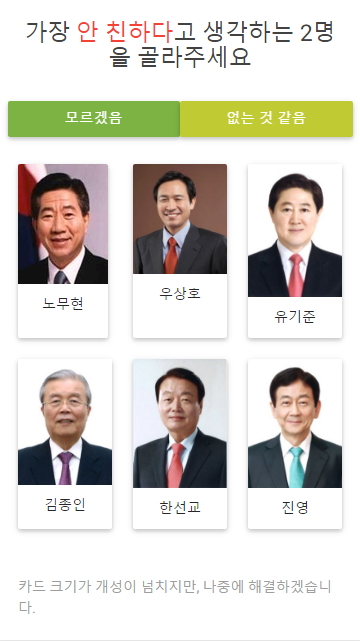 가장 안 친하다고 생각하는 2명
을 골라주세요
모르겠음
없는 것 같음
노무현
우상호
유기준
김종인
한선교
진영
카드 크기가 개성이 넘치지만, 나중에 해결하겠습니
다.